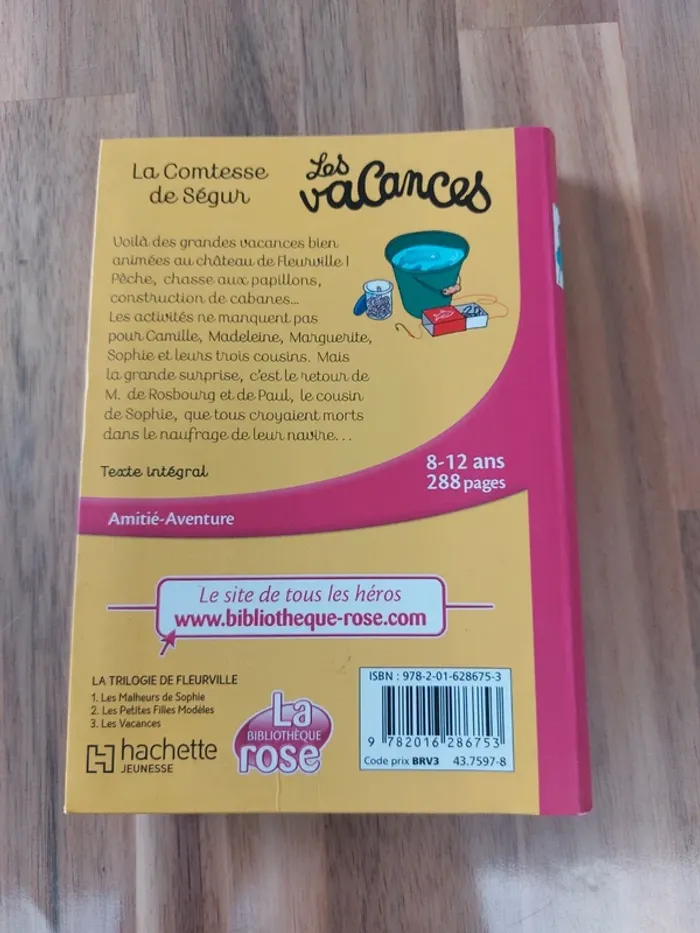 La Comtesse
de Ségur
Les
vacances
Voilà des grandes vacances bien
animées au château de Fleurville !
Pêche, chasse aux papillons,
construction de cabanes...
Les activités ne manquent pas
pour Camille, Madeleine, Marguerite,
Sophie et leurs trois cousins. Mais
la grande surprise, c'est le retour de
M. de Rosbourg et de Paul, le cousin
de Sophie, que tous croyaient morts
dans le naufrage de leur navire...
Texte intégral
8-12 ans
288 pages
Amitié-Aventure
Le site de tous les héros
www.bibliotheque-rose.com
LA TRILOGIE DE FLEURVILLE
1. Les Malheurs de Sophie
2. Les Petites Filles Modèles
3. Les Vacances
hachette
JEUNESSE
La
BIBLIOTHÈQUE
rose
ISBN : 978-2-01-628675-3
9 782016 286753
Code prix BRV3 43.7597-8